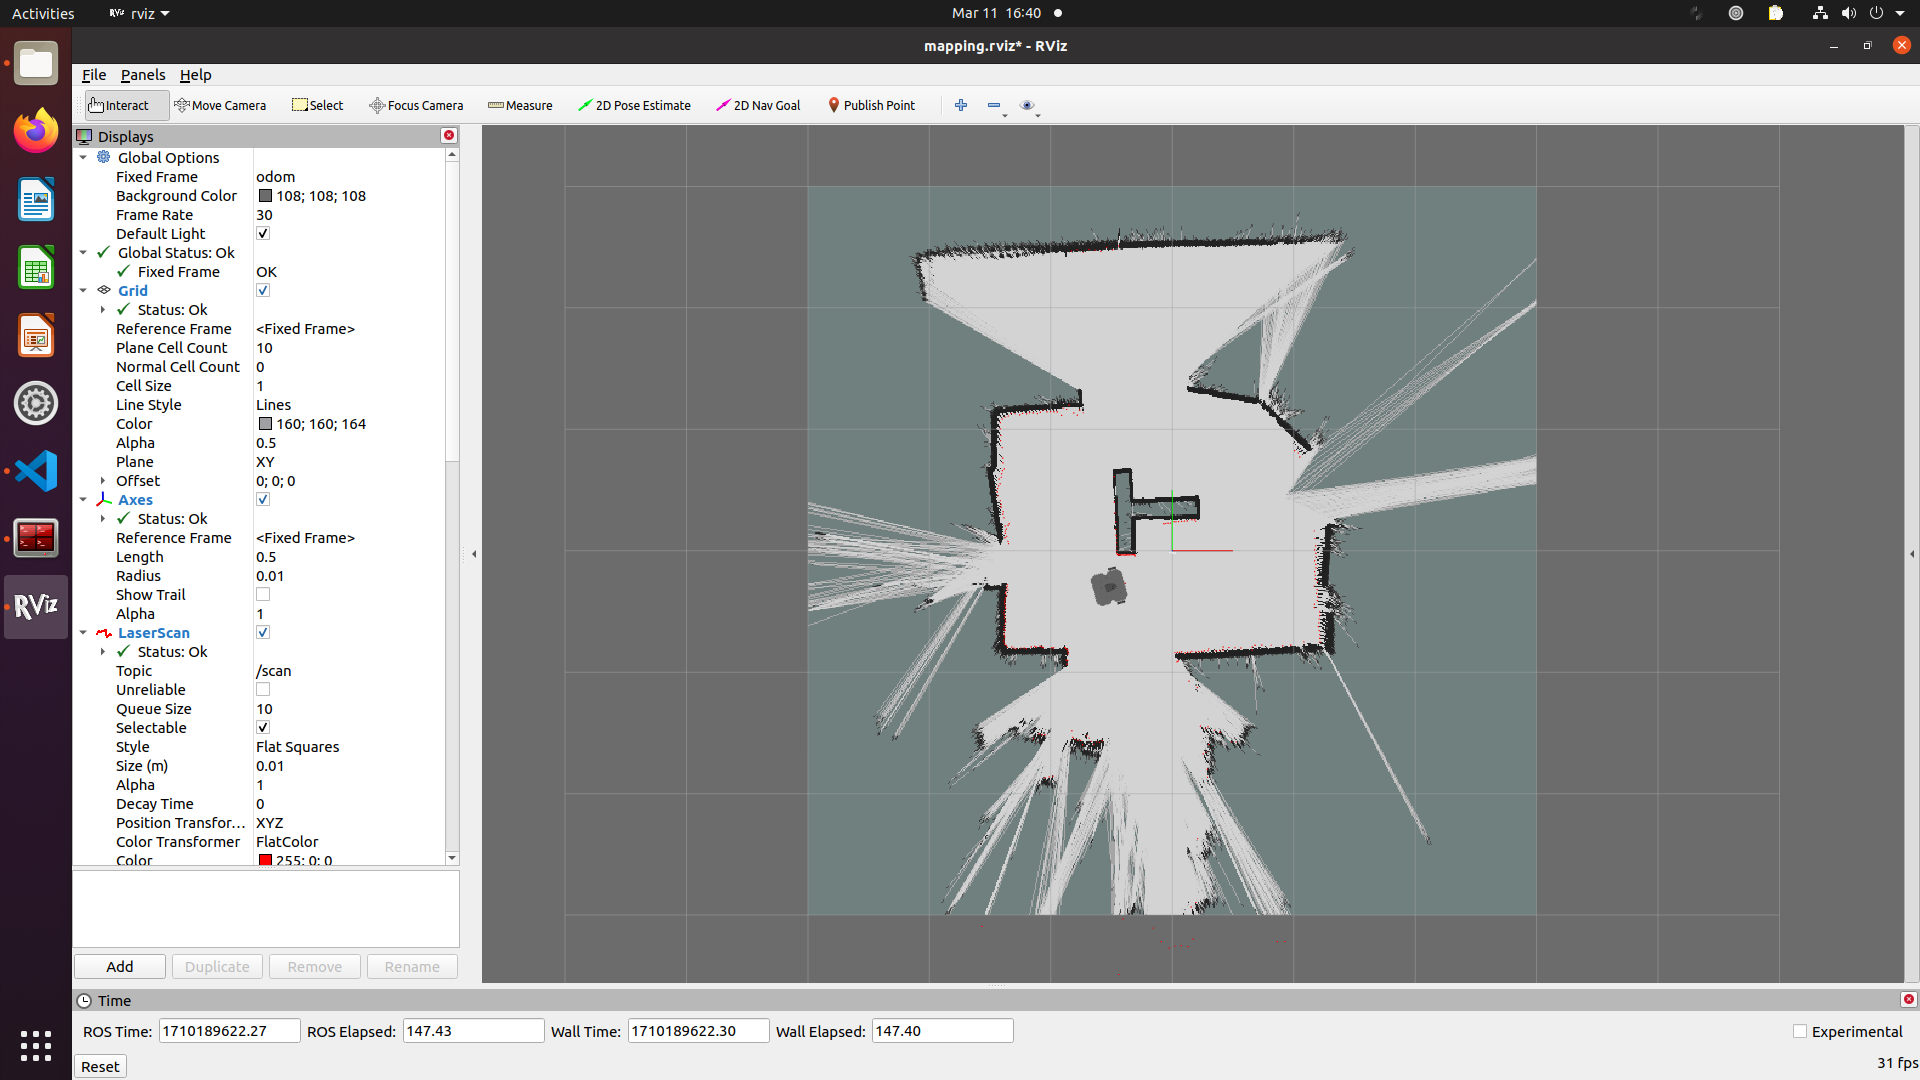 Activities rviz Mar 11 16:40
mapping.rviz* - RViz
File Panels Help
Interact Move Camera Select Focus Camera Measure 2D Pose Estimate 2D Nav Goal Publish Point
Displays
Global Options
Fixed Frame odom
Background Color 108; 108; 108
Frame Rate 30
Default Light
Global Status: Ok
Fixed Frame OK
Grid
Status: Ok
Reference Frame <Fixed Frame>
Plane Cell Count 10
Normal Cell Count 0
Cell Size 1
Line Style Lines
Color 160; 160; 164
Alpha 0.5
Plane XY
Offset 0; 0; 0
Axes
Status: Ok
Reference Frame <Fixed Frame>
Length 0.5
Radius 0.01
Show Trail
Alpha 1
RViz
LaserScan
Status: Ok
Topic /scan
Unreliable
Queue Size 10
Selectable
Style Flat Squares
Size (m) 0.01
Alpha 1
Decay Time 0
Position Transfor... XYZ
Color Transformer FlatColor
Color 255; 0; 0
Add Duplicate Remove Rename
Time
ROS Time: 1710189622.27 ROS Elapsed: 147.43 Wall Time: 1710189622.30 Wall Elapsed: 147.40 Experimental
Reset 31 fps